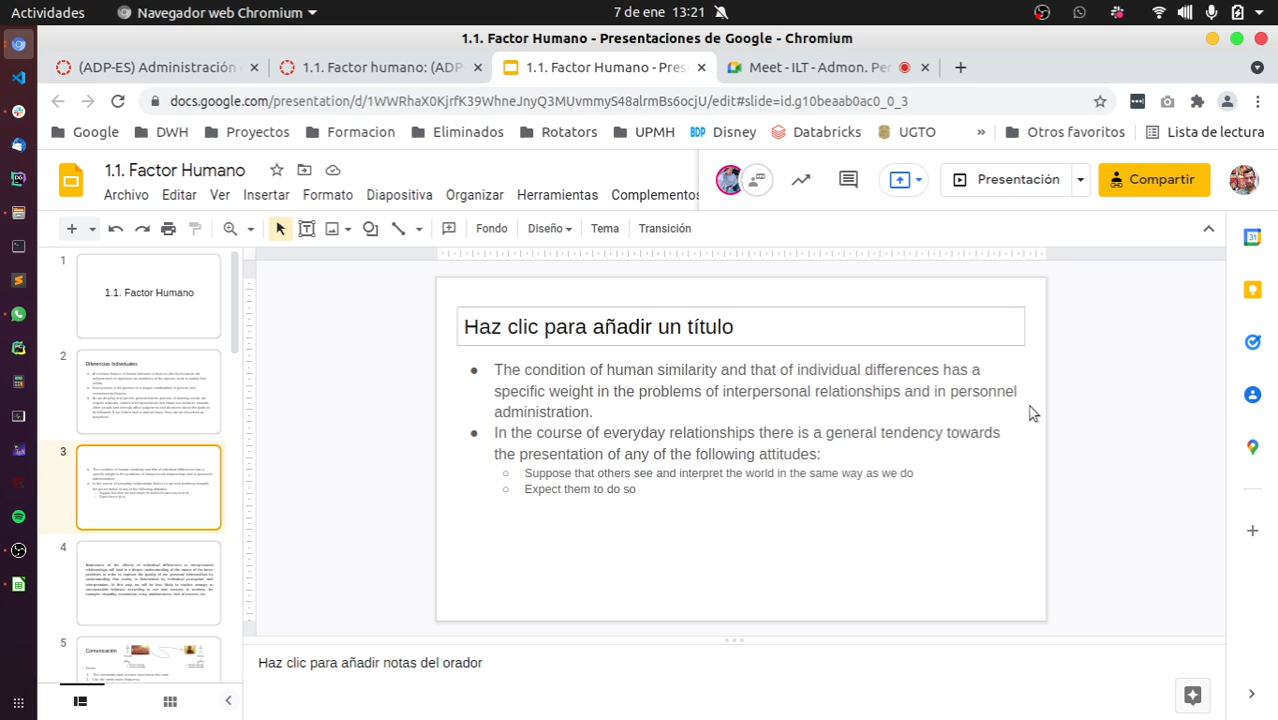 Actividades
Navegador web Chromium
7 de ene 13:21
1.1. Factor Humano - Presentaciones de Google - Chromium
(ADP-ES) Administración
1.1. Factor humano: (ADP
1.1. Factor Humano - Pres
Meet - ILT - Admon. Per
docs.google.com/presentation/d/1WWRhaX0KjrfK39WhneJnyQ3MUvmmyS48alrmBs6ocjU/edit#slide=id.g10beaab0ac0_0_3
Google
DWH
Proyectos
Formacion
Eliminados
Rotators
UPMH
BDP Disney
Databricks
UGTO
»
Otros favoritos
Lista de lectura
1.1. Factor Humano
Archivo Editar Ver Insertar Formato Diapositiva Organizar Herramientas Complementos
Presentación
Compartir
Fondo
Diseño
Tema
Transición
1
1.1. Factor Humano
2
Diferencias Individuales
3
4
5
Comunicación
Haz clic para añadir un título
● The condition of human similarity and that of individual differences has a
specific weight in the problems of interpersonal relationships and in personnel
administration.
● In the course of everyday relationships there is a general tendency towards
the presentation of any of the following attitudes:
○ Suppose that others see and interpret the world in the same way as we do
○ Expect them to do so
Haz clic para añadir notas del orador
31